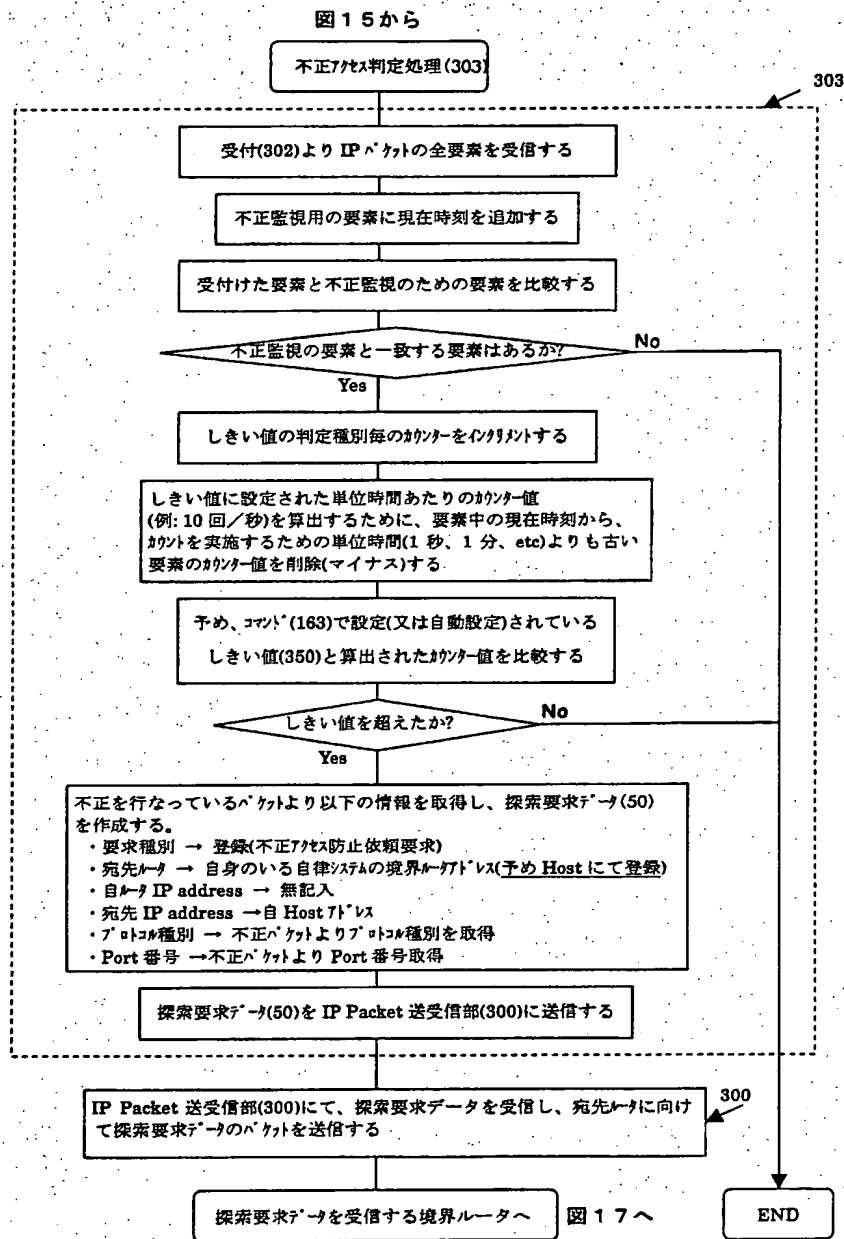 図15から
不正アクセス判定処理(303)
303
受付(302)より IP パケットの全要素を受信する
不正監視用の要素に現在時刻を追加する
受付けた要素と不正監視のための要素を比較する
不正監視の要素と一致する要素はあるか?
No
Yes
しきい値の判定種別毎のカウンターをインクリメントする
しきい値に設定された単位時間あたりのカウンター値
(例: 10 回/秒)を算出するために、要素中の現在時刻から、
カウントを実施するための単位時間(1 秒、1 分、etc)よりも古い
要素のカウンター値を削除(マイナス)する
予め、コマンド(163)で設定(又は自動設定)されている
しきい値(350)と算出されたカウンター値を比較する
しきい値を超えたか?
No
Yes
不正を行なっているパケットより以下の情報を取得し、探索要求データ(50)
を作成する。
・要求種別 → 登録(不正アクセス防止依頼要求)
・宛先ルータ → 自身のいる自律システムの境界ルータアドレス(予め Host にて登録)
・自ルータ IP address → 無記入
・宛先 IP address →自 Host アドレス
・プロトコル種別 → 不正パケットよりプロトコル種別を取得
・Port 番号 →不正パケットより Port 番号取得
探索要求データ(50)を IP Packet 送受信部(300)に送信する
300
IP Packet 送受信部(300)にて、探索要求データを受信し、宛先ルータに向け
て探索要求データのパケットを送信する
探索要求データを受信する境界ルータへ
図17へ
END